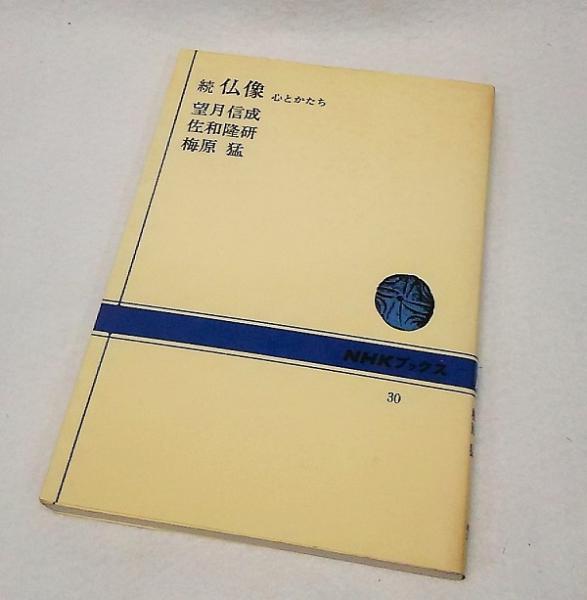 続 仏像 心とかたち
望月信成
佐和隆研
梅原 猛
NHKブックス
30